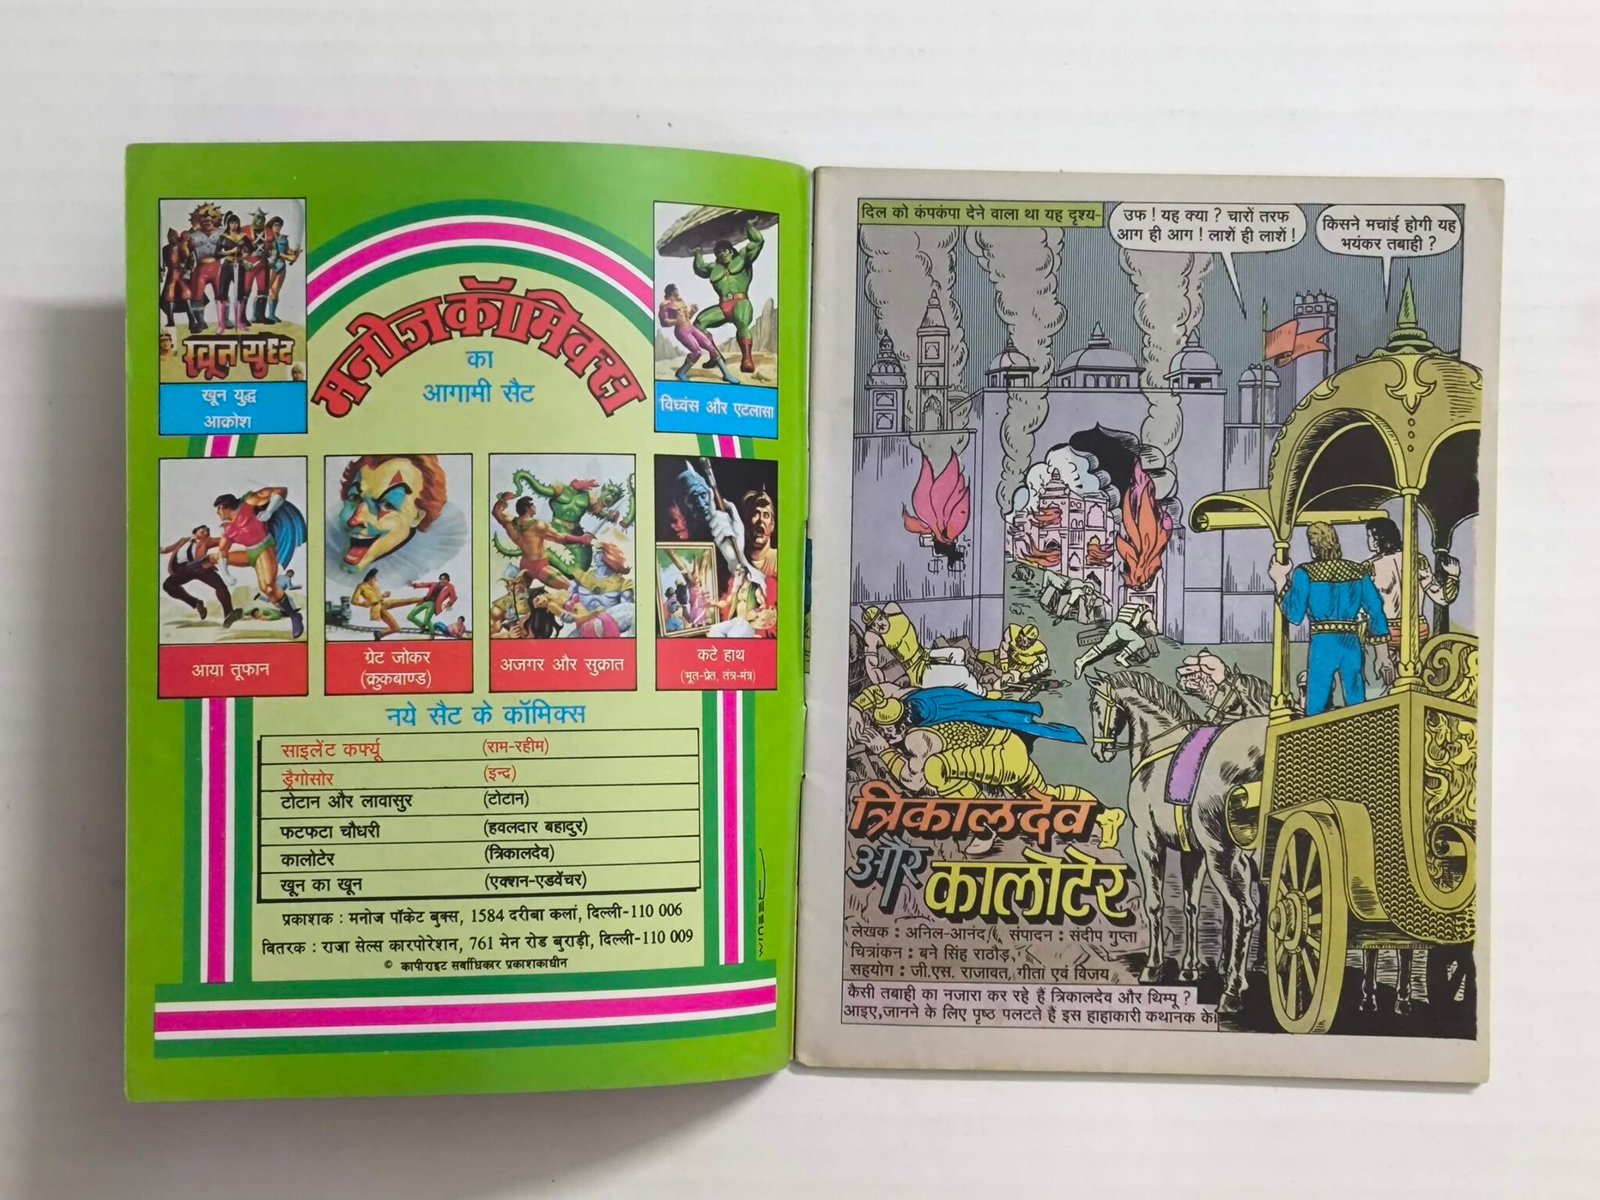 खून युद्ध
खून युद्ध
आक्रोश
मनोज कॉमिक्स
का
आगामी सैट
विध्वंस और एटलासा
आया तूफान
ग्रेट जोकर
(क्रुकबाण्ड)
अजगर और सुक्रात
कटे हाथ
(भूत-प्रेत, तंत्र-मंत्र)
नये सैट के कॉमिक्स
साइलेंट कर्फ्यू (राम-रहीम)
ड्रैगोसोर (इन्द्र)
टोटान और लावासुर (टोटान)
फटफटा चौधरी (हवलदार बहादुर)
कालोटेर (त्रिकालदेव)
खून का खून (एक्शन-एडवेंचर)
प्रकाशक : मनोज पॉकेट बुक्स, 1584 दरीबा कलां, दिल्ली-110 006
वितरक : राजा सेल्स कारपोरेशन, 761 मेन रोड बुराड़ी, दिल्ली-110 009
© कापीराइट सर्वाधिकार प्रकाशकाधीन
दिल को कंपकंपा देने वाला था यह दृश्य-
उफ ! यह क्या ? चारों तरफ
आग ही आग ! लाशें ही लाशें !
किसने मचाई होगी यह
भयंकर तबाही ?
त्रिकालदेव
और कालोटेर
लेखक : अनिल-आनंद, संपादन : संदीप गुप्ता
चित्रांकन : बने सिंह राठौड़,
सहयोग : जी.एस. राजावत, गीता एवं विजय
कैसी तबाही का नजारा कर रहे हैं त्रिकालदेव और थिम्पू ?
आइए,जानने के लिए पृष्ठ पलटते हैं इस हाहाकारी कथानक के।